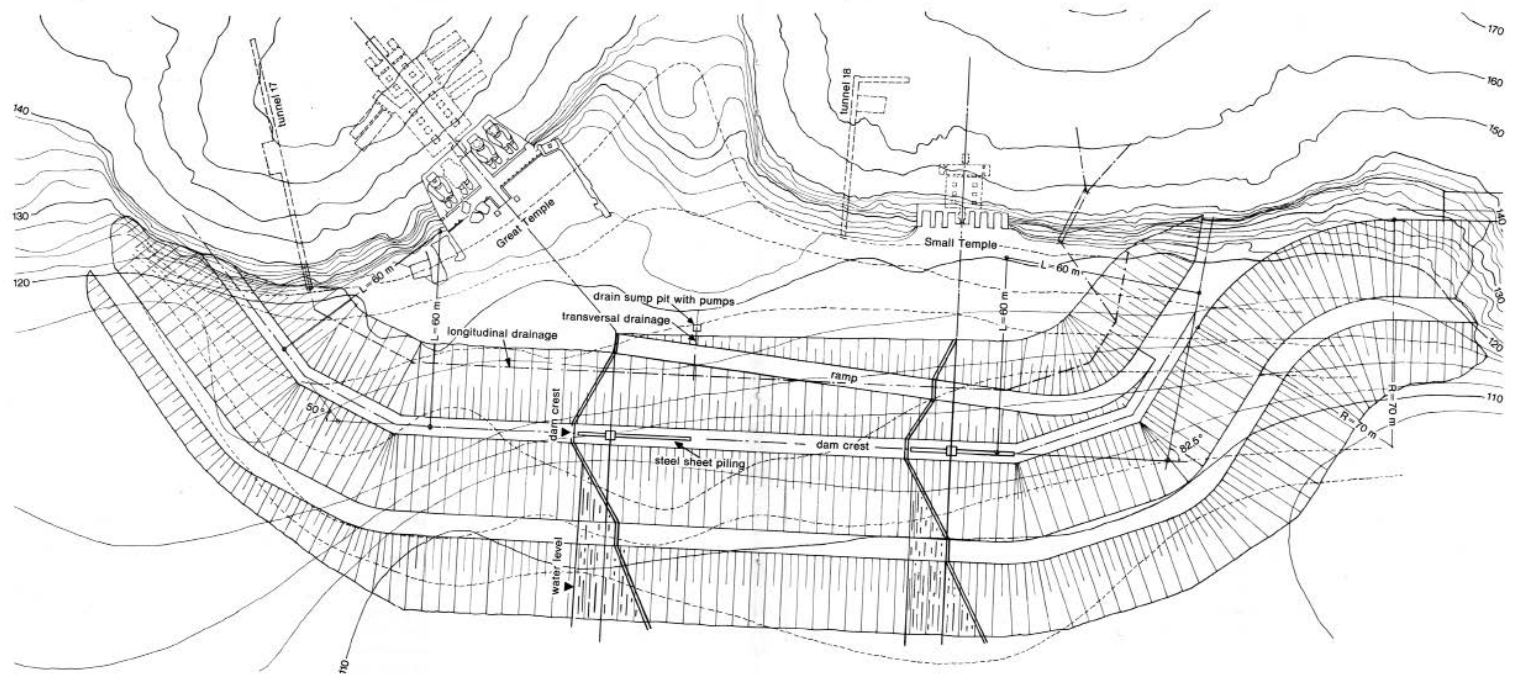 170
160
150
140
130
120
tunnel 17
Great Temple
tunnel 18
Small Temple
140
130
120
110
L=60 m
L=60 m
L=60 m
L=60 m
drain sump pit with pumps
transversal drainage
longitudinal drainage
ramp
R=70 m
R=70 m
50°
82.5°
dam crest
dam crest
steel sheet piling
water level
110